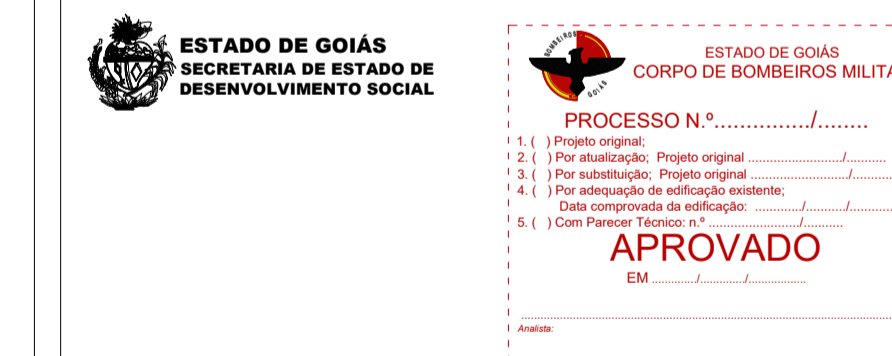 ESTADO DE GOIÁS
SECRETARIA DE ESTADO DE
DESENVOLVIMENTO SOCIAL
BOMBEIROS
GOIÁS
ESTADO DE GOIÁS
CORPO DE BOMBEIROS MILITA
PROCESSO N.º.............../........
1. (   ) Projeto original;
2. (   ) Por atualização;  Projeto original ........................../...........
3. (   ) Por substituição;  Projeto original .........................../...........
4. (   ) Por adequação de edificação existente;
Data comprovada da edificação:  ............./.........../............
5. (   ) Com Parecer Técnico: n.º ........................./...........
APROVADO
EM ............../............../..................
Analista: